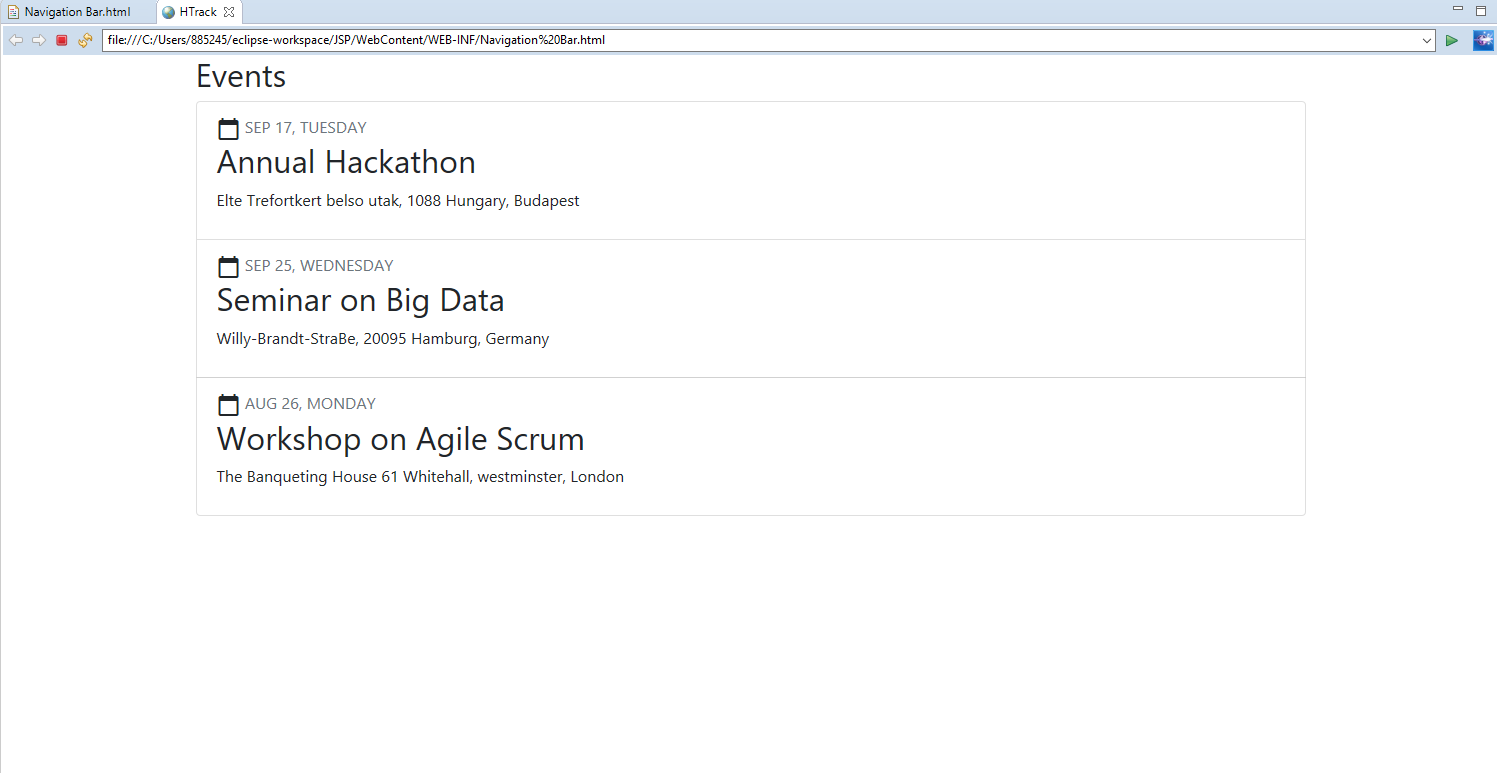 Navigation Bar.html
HTrack
file:///C:/Users/885245/eclipse-workspace/JSP/WebContent/WEB-INF/Navigation%20Bar.html
Events
SEP 17, TUESDAY
Annual Hackathon
Elte Trefortkert belso utak, 1088 Hungary, Budapest
SEP 25, WEDNESDAY
Seminar on Big Data
Willy-Brandt-StraBe, 20095 Hamburg, Germany
AUG 26, MONDAY
Workshop on Agile Scrum
The Banqueting House 61 Whitehall, westminster, London